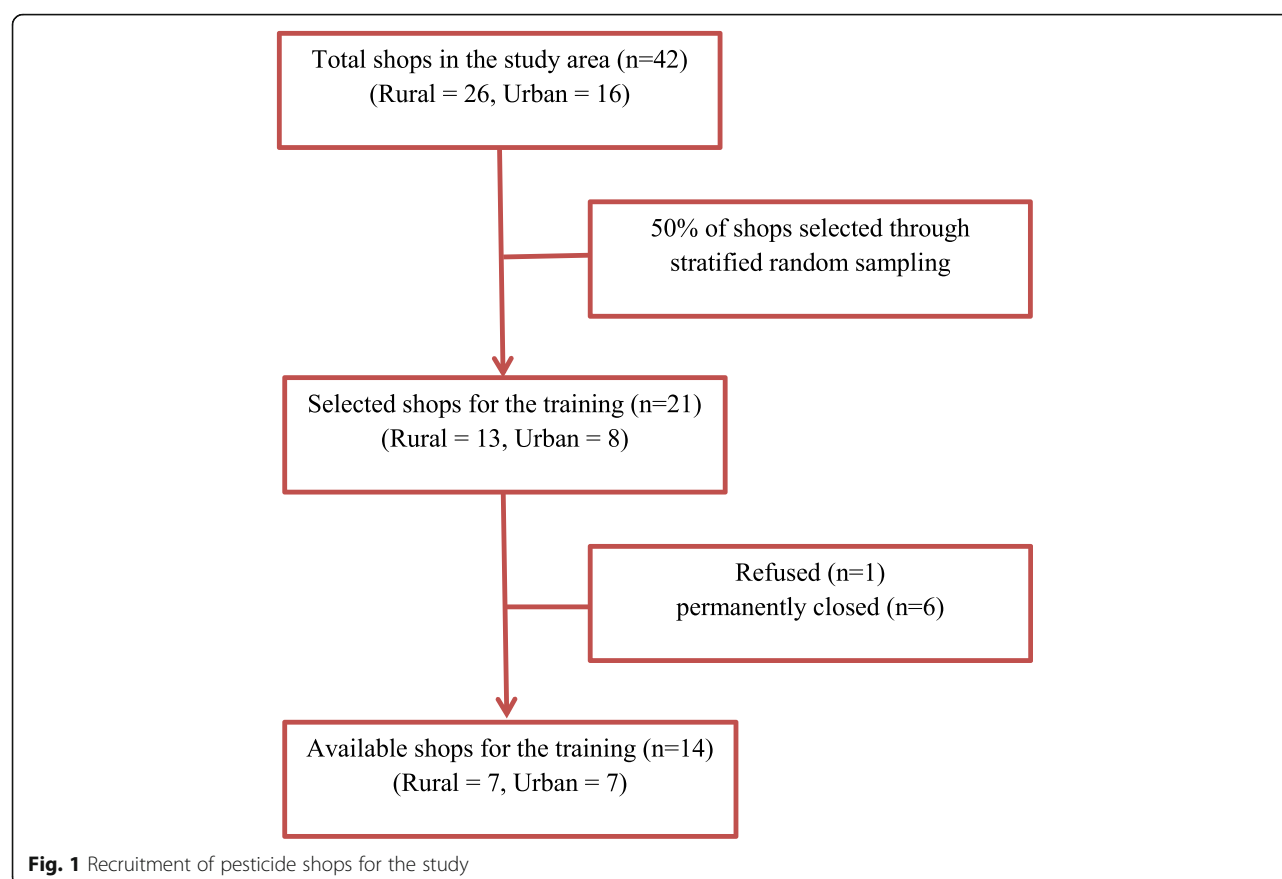 Total shops in the study area (n=42)
(Rural = 26, Urban = 16)
50% of shops selected through
stratified random sampling
Selected shops for the training (n=21)
(Rural = 13, Urban = 8)
Refused (n=1)
permanently closed (n=6)
Available shops for the training (n=14)
(Rural = 7, Urban = 7)
Fig. 1 Recruitment of pesticide shops for the study